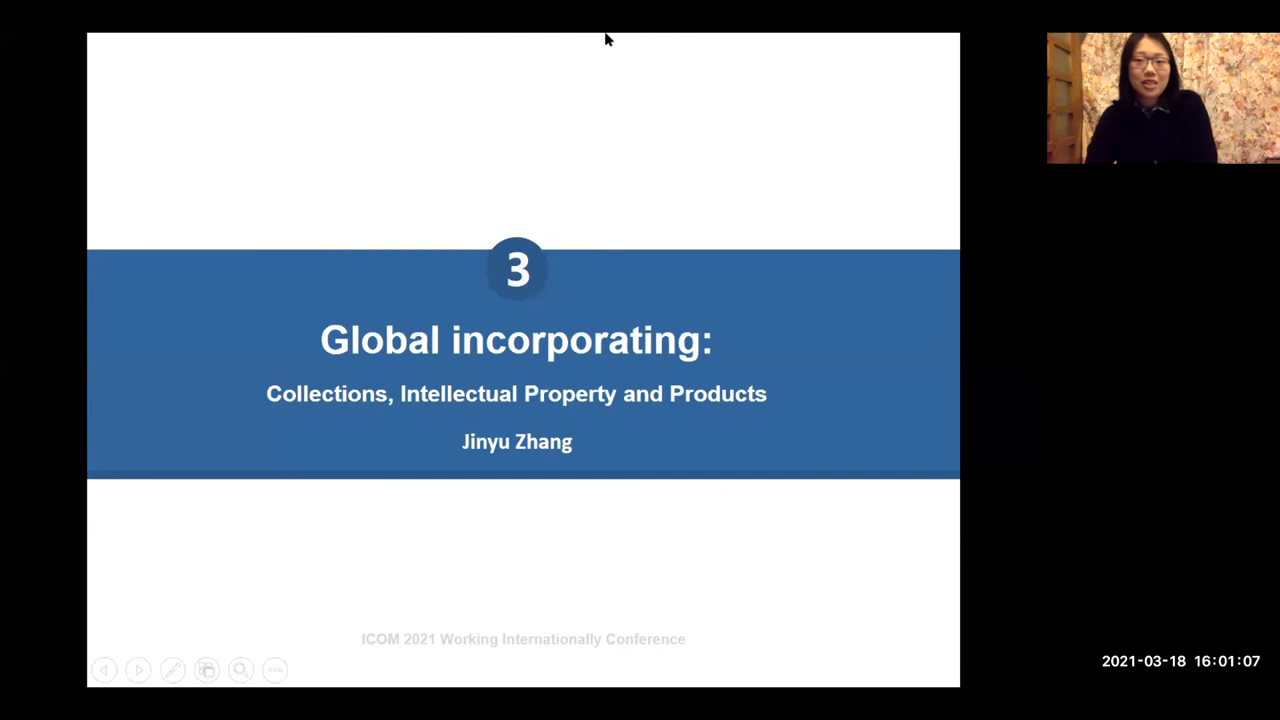 3
Global incorporating:
Collections, Intellectual Property and Products
Jinyu Zhang
ICOM 2021 Working Internationally Conference
2021-03-18 16:01:07